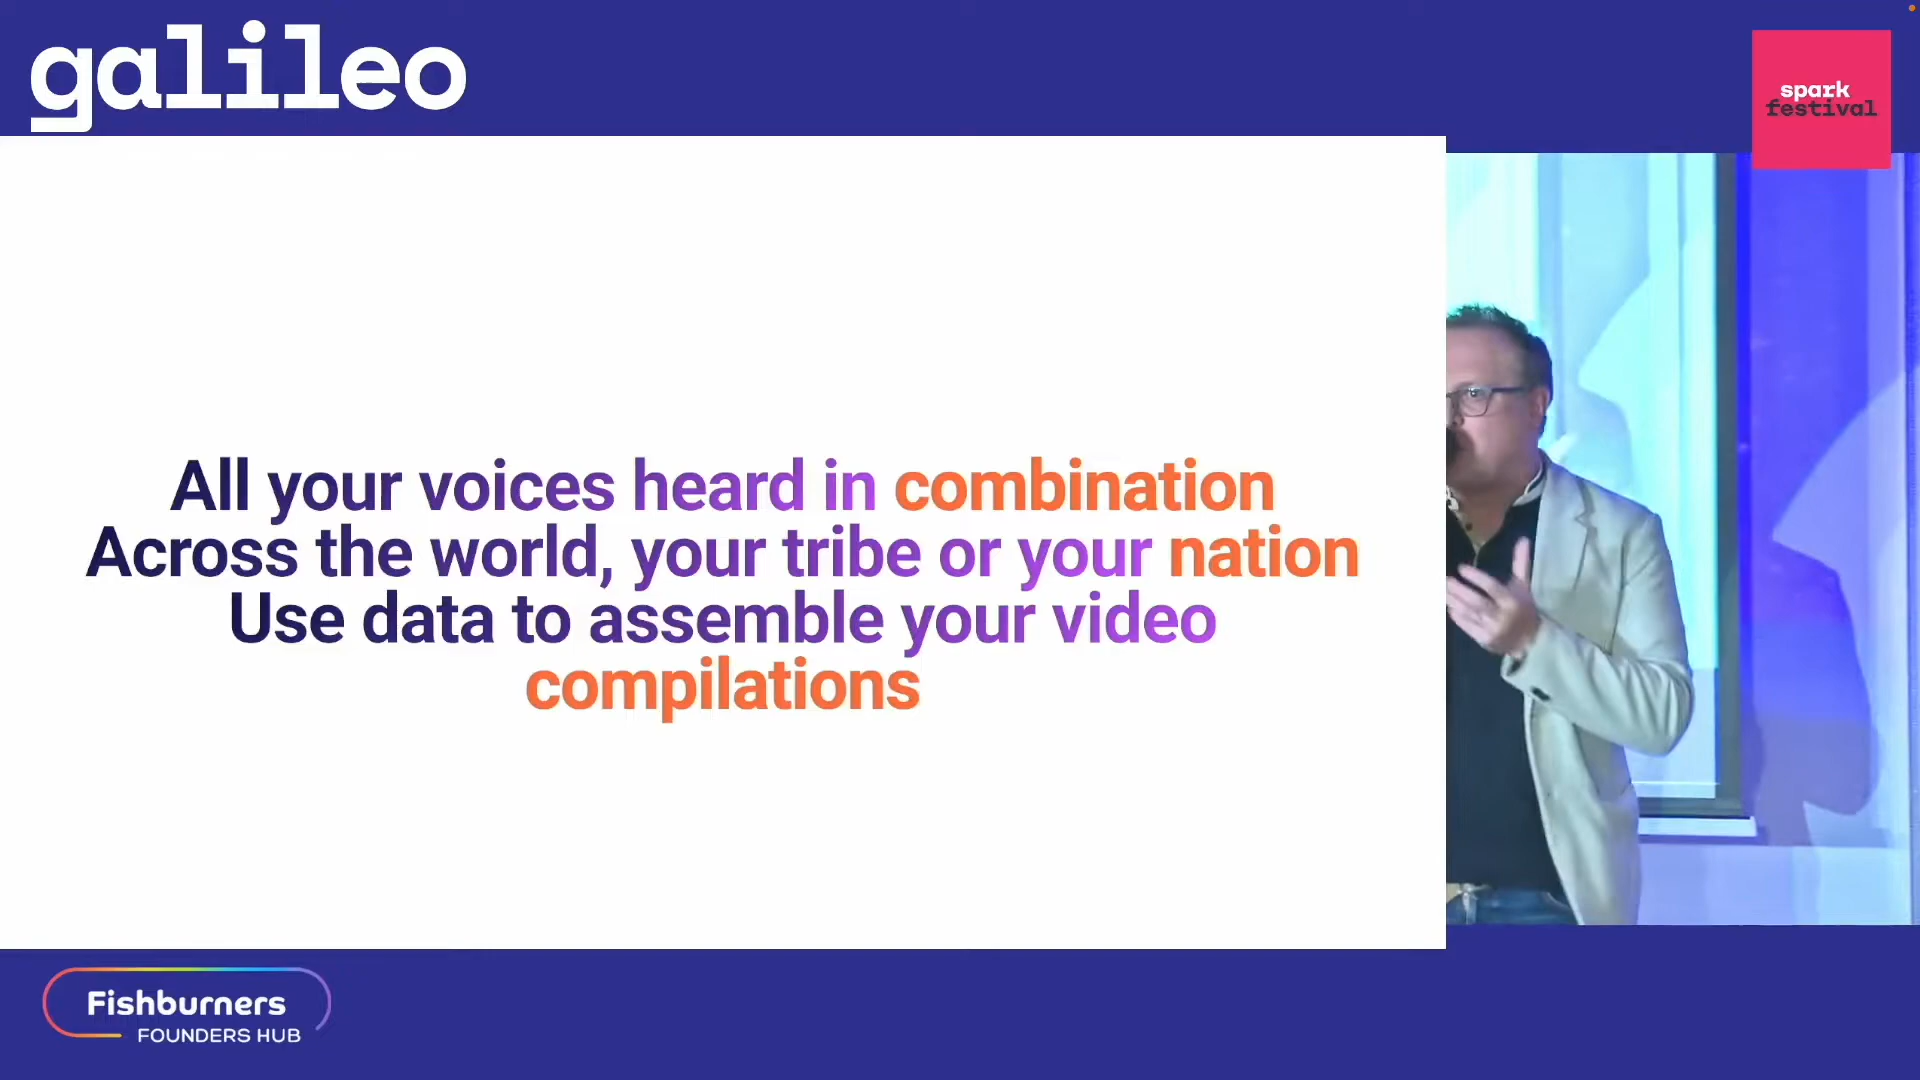 galileo
spark
festival
All your voices heard in combination
Across the world, your tribe or your nation
Use data to assemble your video
compilations
Fishburners
FOUNDERS HUB